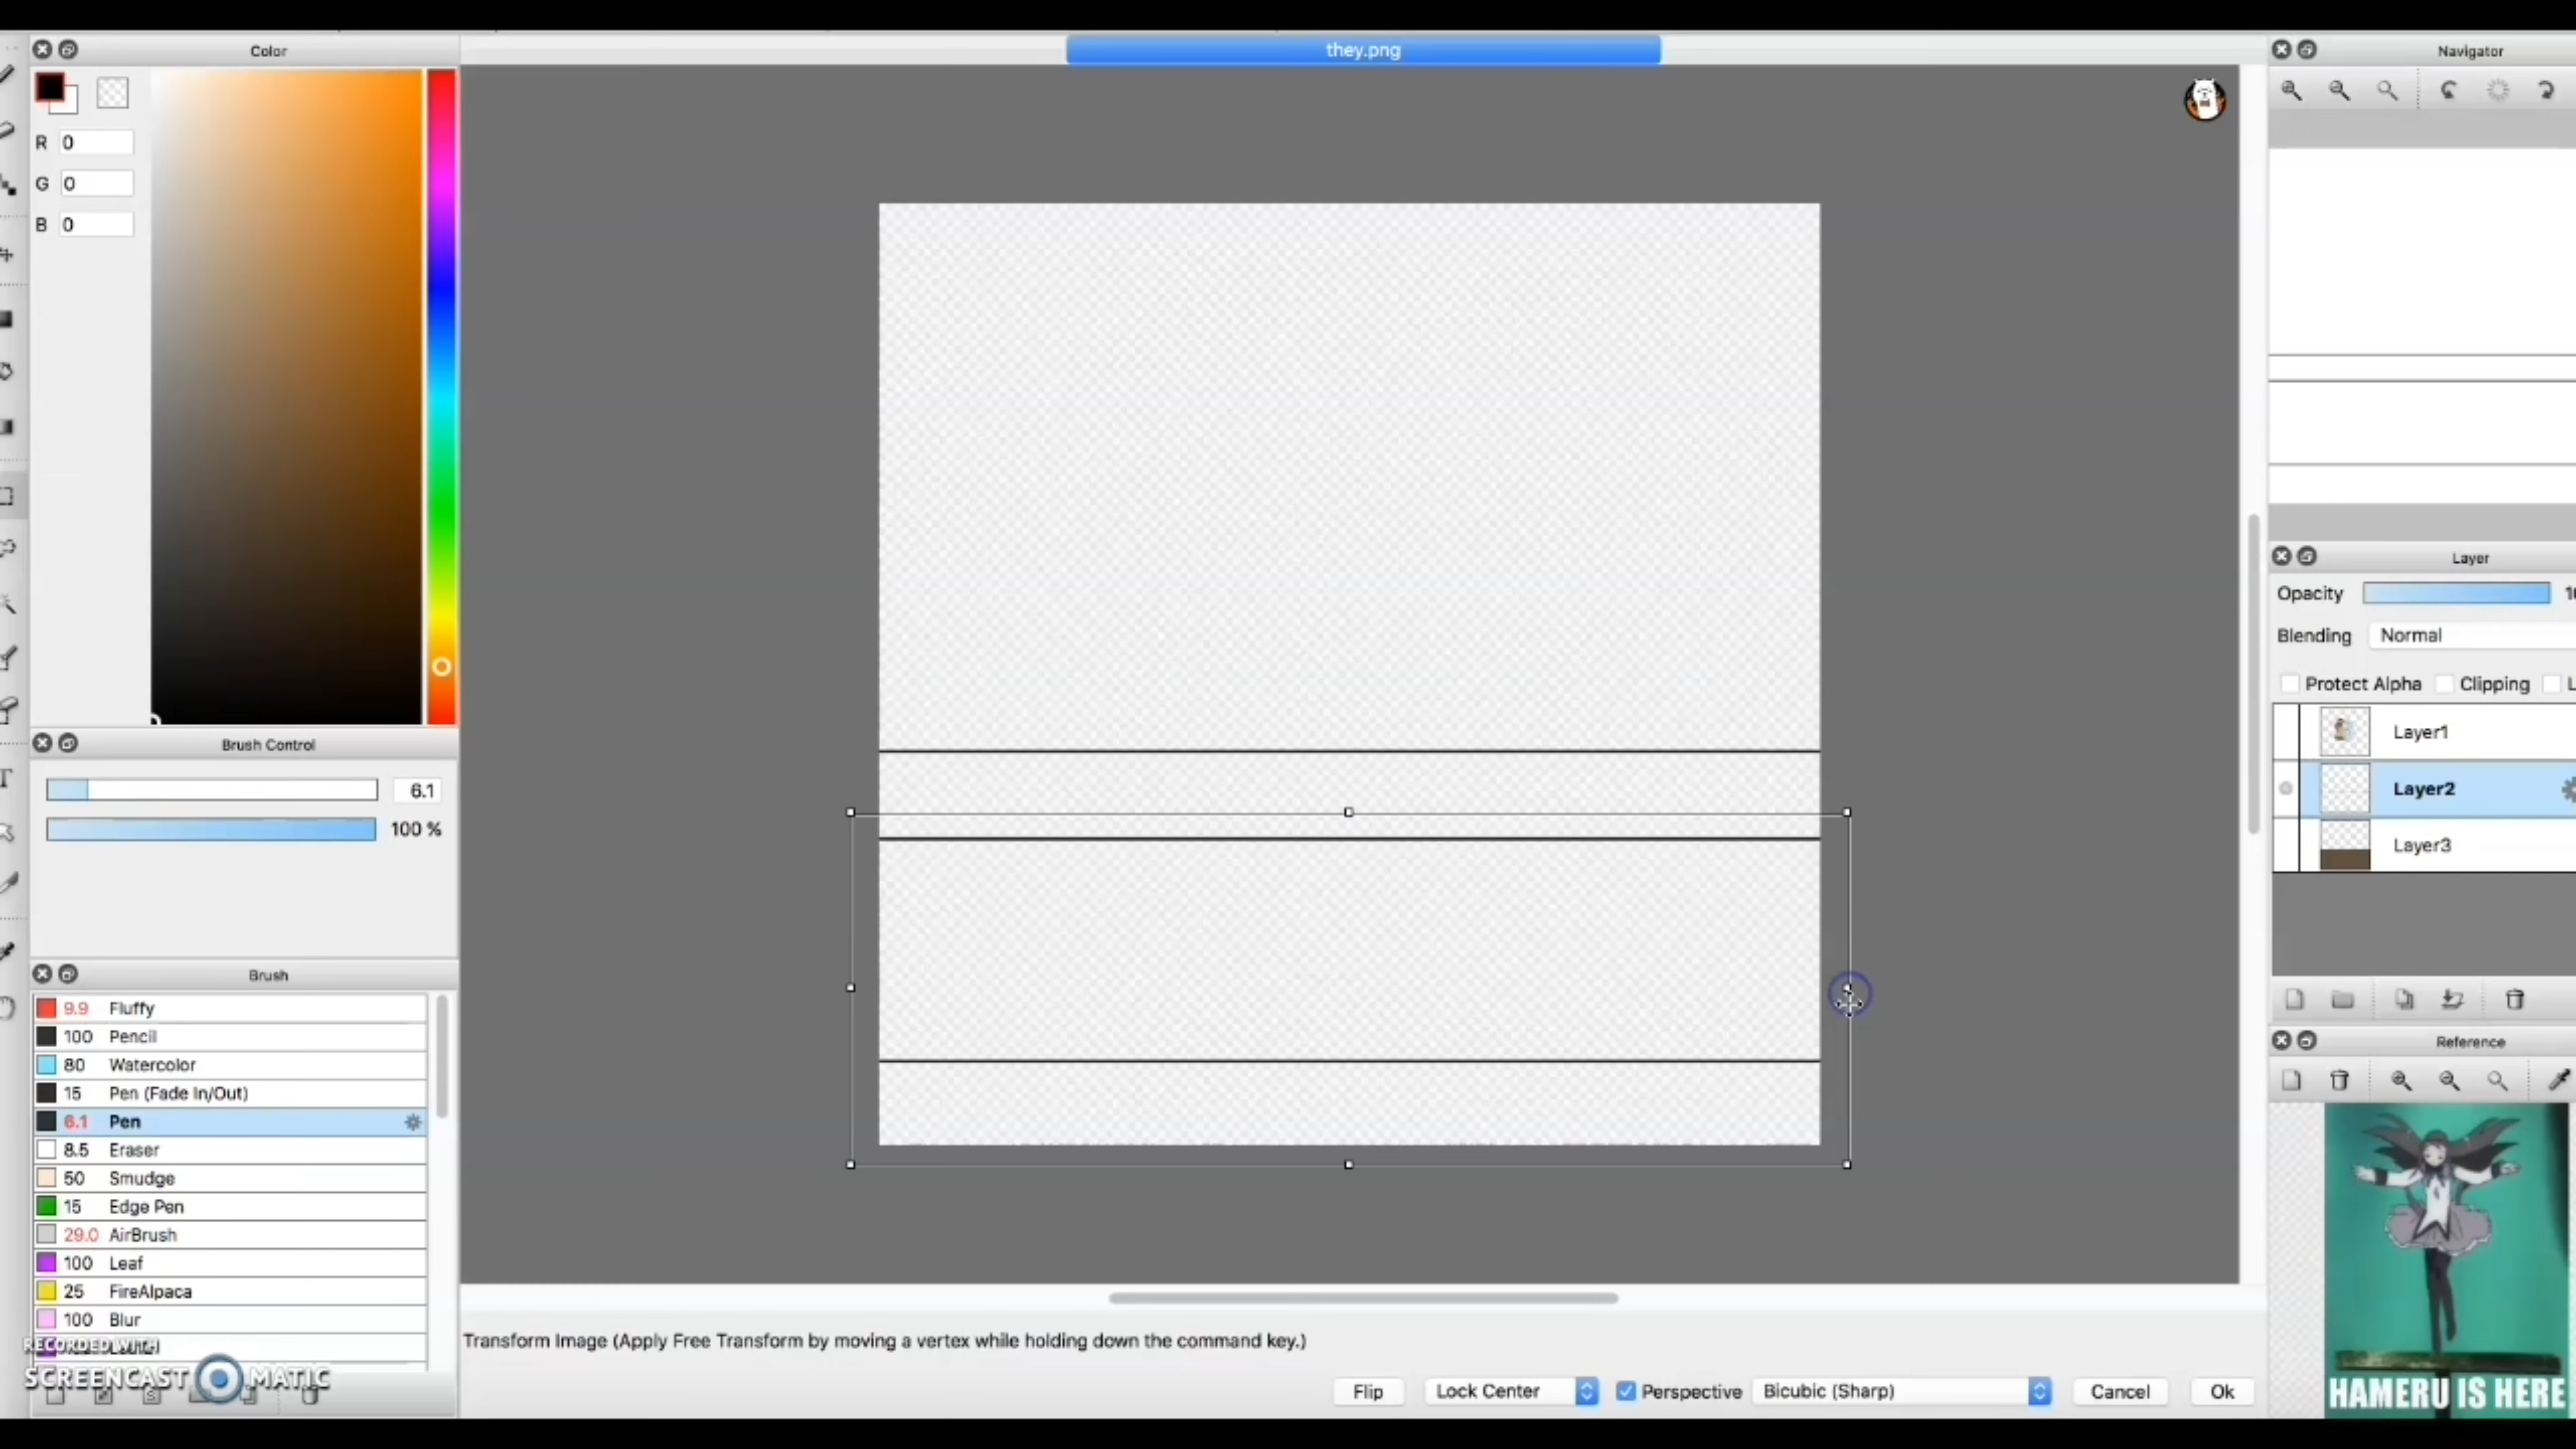 Color
they.png
Navigator
R 0
G 0
B 0
Layer
Opacity
Blending Normal
Protect Alpha Clipping
Layer1
Layer2
Layer3
Brush Control
6.1
100 %
Brush
9.9 Fluffy
100 Pencil
80 Watercolor
15 Pen (Fade In/Out)
6.1 Pen
8.5 Eraser
50 Smudge
15 Edge Pen
29.0 AirBrush
100 Leaf
25 FireAlpaca
100 Blur
RECORDED WITH
SCREENCAST MATIC
Reference
HAMERU IS HERE
Transform Image (Apply Free Transform by moving a vertex while holding down the command key.)
Flip Lock Center Perspective Bicubic (Sharp) Cancel Ok